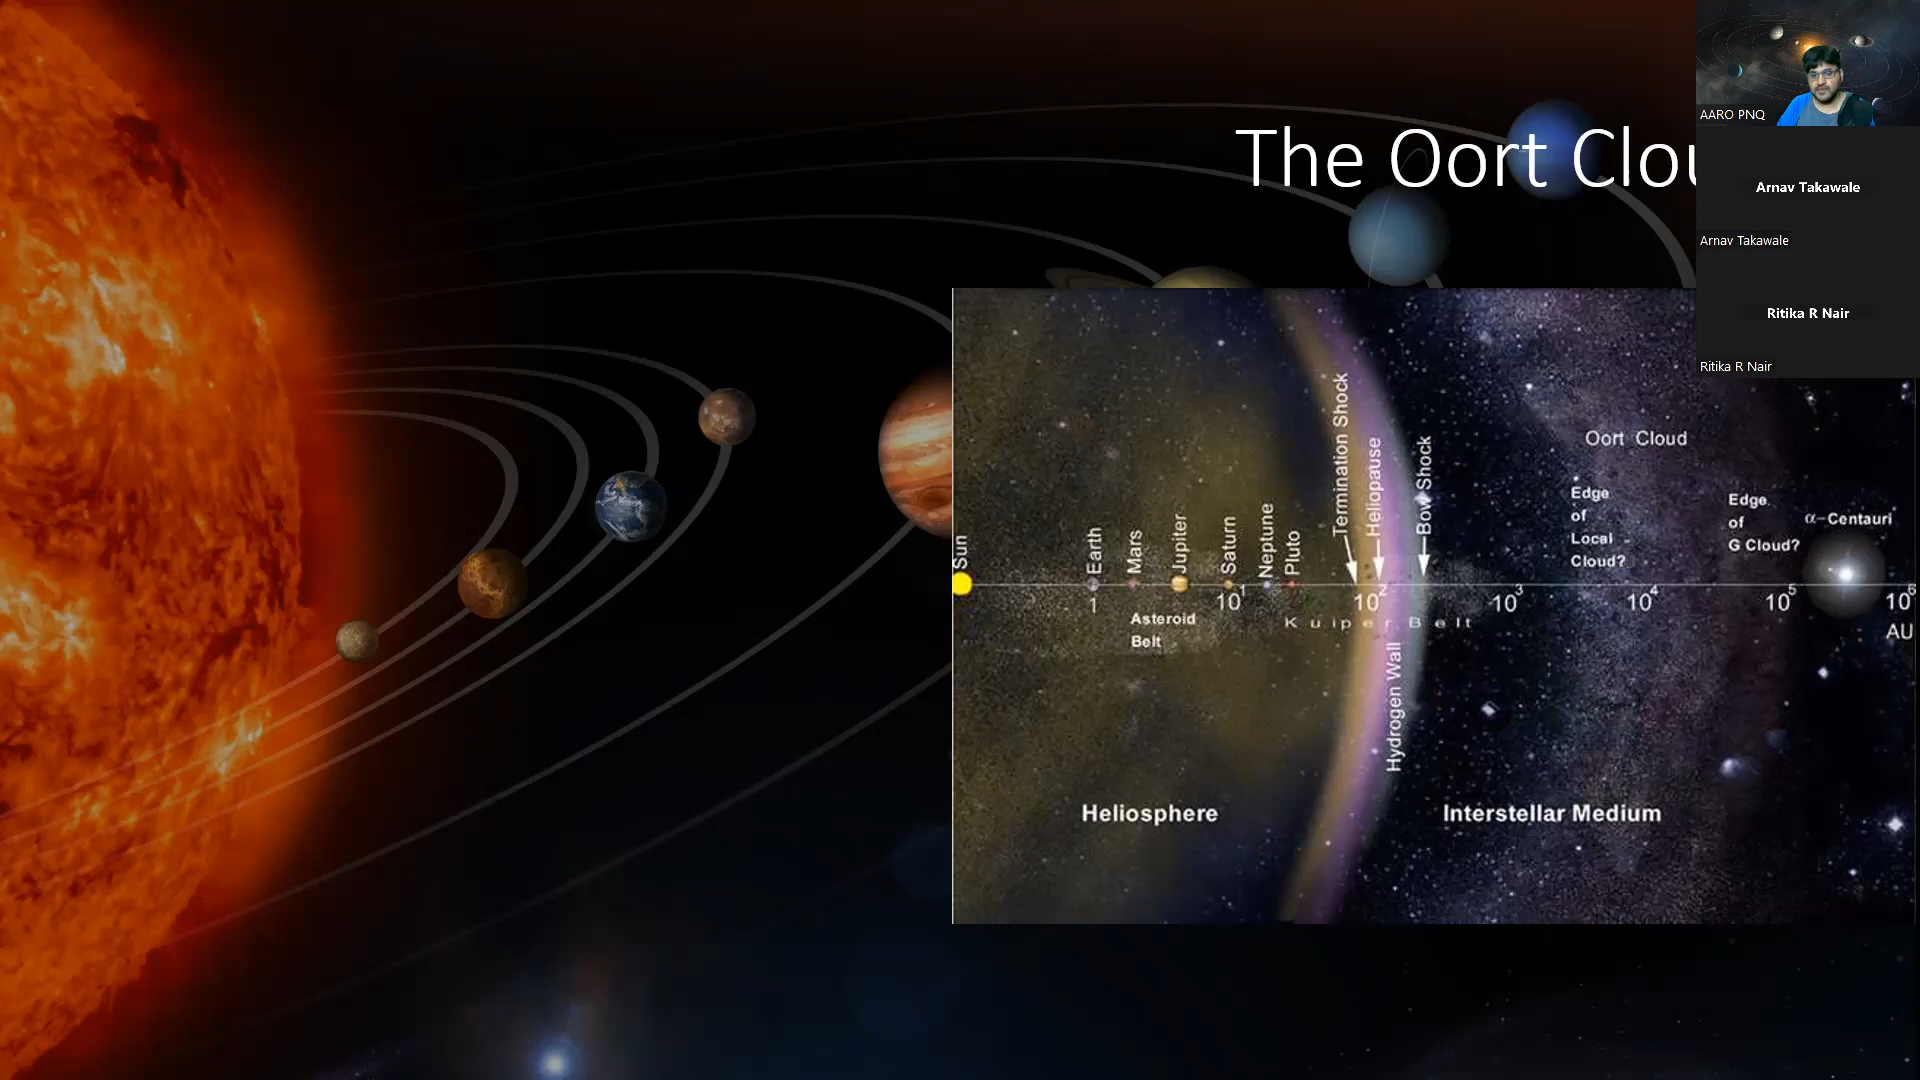 The Oort Clou
AARO PNQ
Arnav Takawale
Arnav Takawale
Ritika R Nair
Ritika R Nair
Termination Shock
Heliopause
Bow Shock
Oort Cloud
Edge
of
Local
Cloud?
Edge
of
G Cloud?
α-Centauri
Sun
Earth
Mars
Jupiter
Saturn
Neptune
Pluto
1
10¹
10²
10³
10⁴
10⁵
10⁶
AU
Asteroid
Belt
Kuiper Belt
Hydrogen Wall
Heliosphere
Interstellar Medium